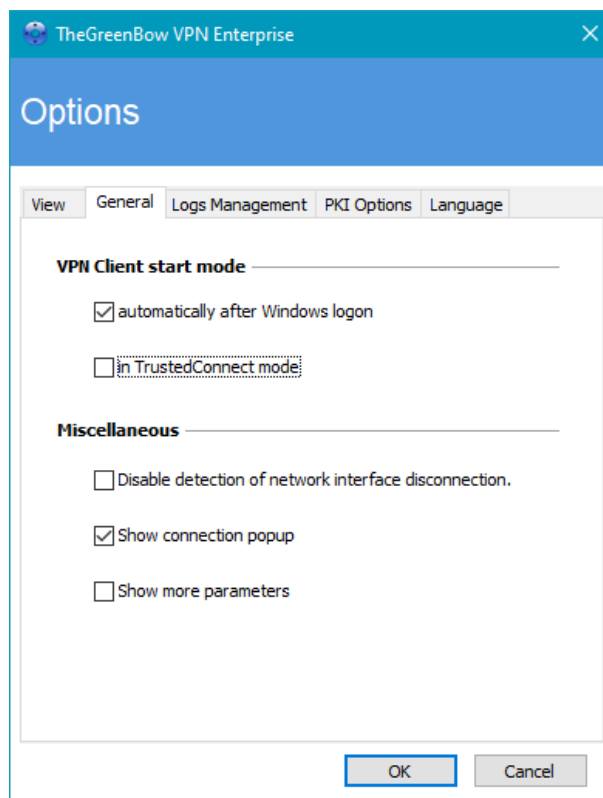 TheGreenBow VPN Enterprise
Options
View General Logs Management PKI Options Language
VPN Client start mode
automatically after Windows logon
in TrustedConnect mode
Miscellaneous
Disable detection of network interface disconnection.
Show connection popup
Show more parameters
OK Cancel